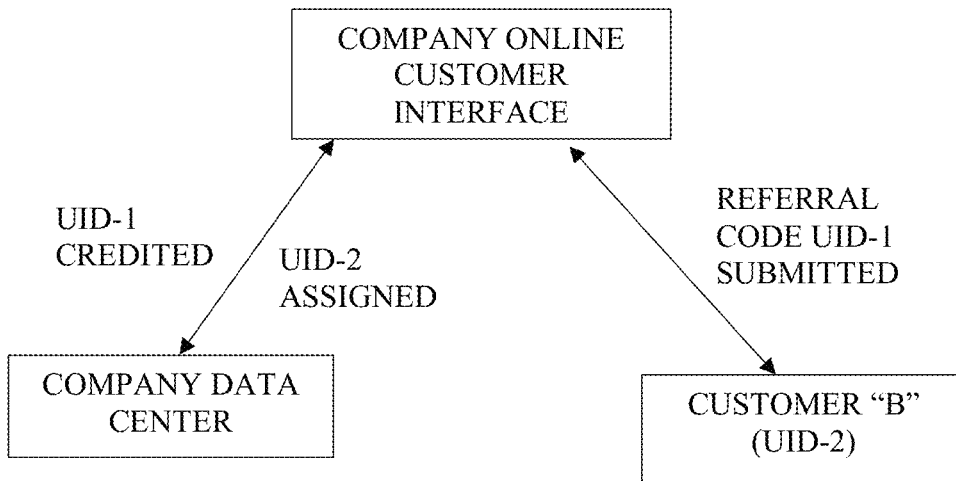 COMPANY ONLINE
CUSTOMER
INTERFACE
UID-1
CREDITED
UID-2
ASSIGNED
REFERRAL
CODE UID-1
SUBMITTED
COMPANY DATA
CENTER
CUSTOMER “B”
(UID-2)